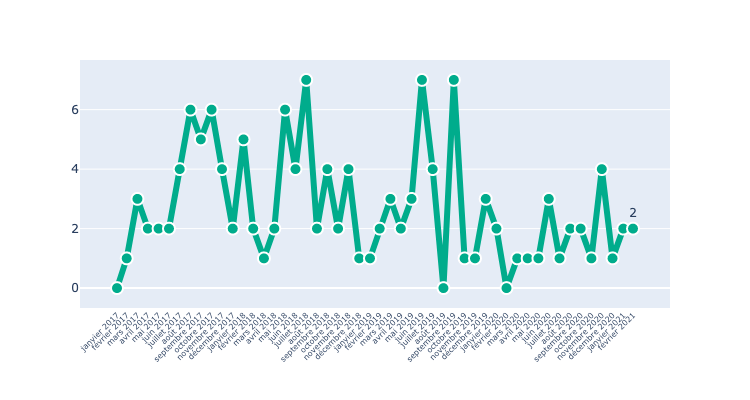 6
4
2
0
2
janvier 2017
février 2017
mars 2017
avril 2017
mai 2017
juin 2017
juillet 2017
août 2017
septembre 2017
octobre 2017
novembre 2017
décembre 2017
janvier 2018
février 2018
mars 2018
avril 2018
mai 2018
juin 2018
juillet 2018
août 2018
septembre 2018
octobre 2018
novembre 2018
décembre 2018
janvier 2019
février 2019
mars 2019
avril 2019
mai 2019
juin 2019
juillet 2019
août 2019
septembre 2019
octobre 2019
novembre 2019
décembre 2019
janvier 2020
février 2020
mars 2020
avril 2020
mai 2020
juin 2020
juillet 2020
août 2020
septembre 2020
octobre 2020
novembre 2020
décembre 2020
janvier 2021
février 2021